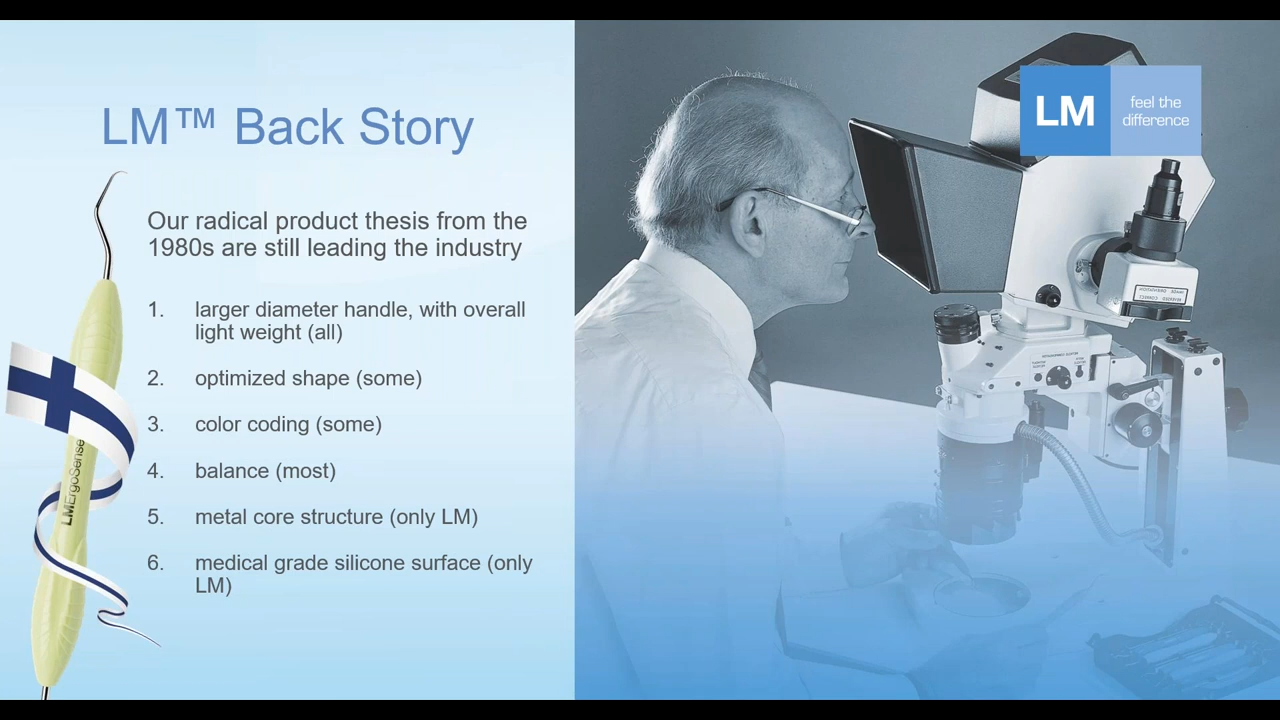 LM™ Back Story
Our radical product thesis from the
1980s are still leading the industry
1. larger diameter handle, with overall
light weight (all)
2. optimized shape (some)
3. color coding (some)
4. balance (most)
5. metal core structure (only LM)
6. medical grade silicone surface (only
LM)
LMErgoSense
LM
feel the
difference